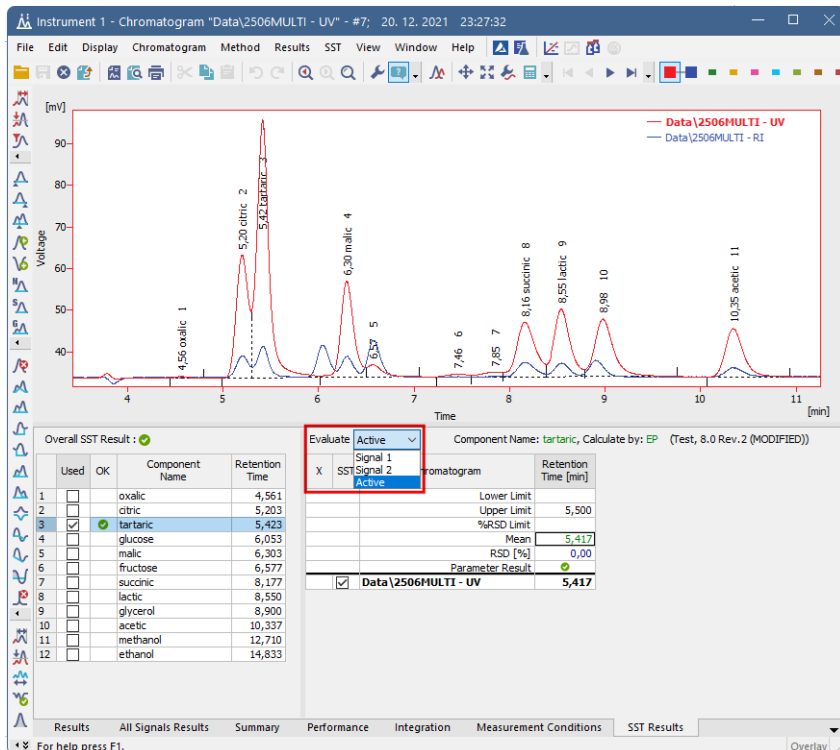 Instrument 1 - Chromatogram "Data\2506MULTI - UV" - #7; 20. 12. 2021 23:27:32
File Edit Display Chromatogram Method Results SST View Window Help
[mV]
Data\2506MULTI - UV
Data\2506MULTI - RI
90
80
70
60
50
40
Voltage
4,56 oxalic 1
5,20 citric 2
5,42 tartaric 3
6,30 malic 4
6,57 5
7,46 6
7,85 7
8,16 succinic 8
8,55 lactic 9
8,98 10
10,35 acetic 11
4 5 6 7 8 9 10 11
Time
[min]
Overall SST Result :
Evaluate Active
Signal 1
Signal 2
Active
Component Name: tartaric, Calculate by: EP (Test, 8.0 Rev.2 (MODIFIED))
Used OK Component Name Retention Time
1 oxalic 4,561
2 citric 5,203
3 tartaric 5,423
4 glucose 6,053
5 malic 6,303
6 fructose 6,577
7 succinic 8,177
8 lactic 8,550
9 glycerol 8,900
10 acetic 10,337
11 methanol 12,710
12 ethanol 14,833
X SST hromatogram Retention Time [min]
Lower Limit
Upper Limit 5,500
%RSD Limit
Mean 5,417
RSD [%] 0,00
Parameter Result
Data\2506MULTI - UV 5,417
Results All Signals Results Summary Performance Integration Measurement Conditions SST Results
For help press F1.
Overlay